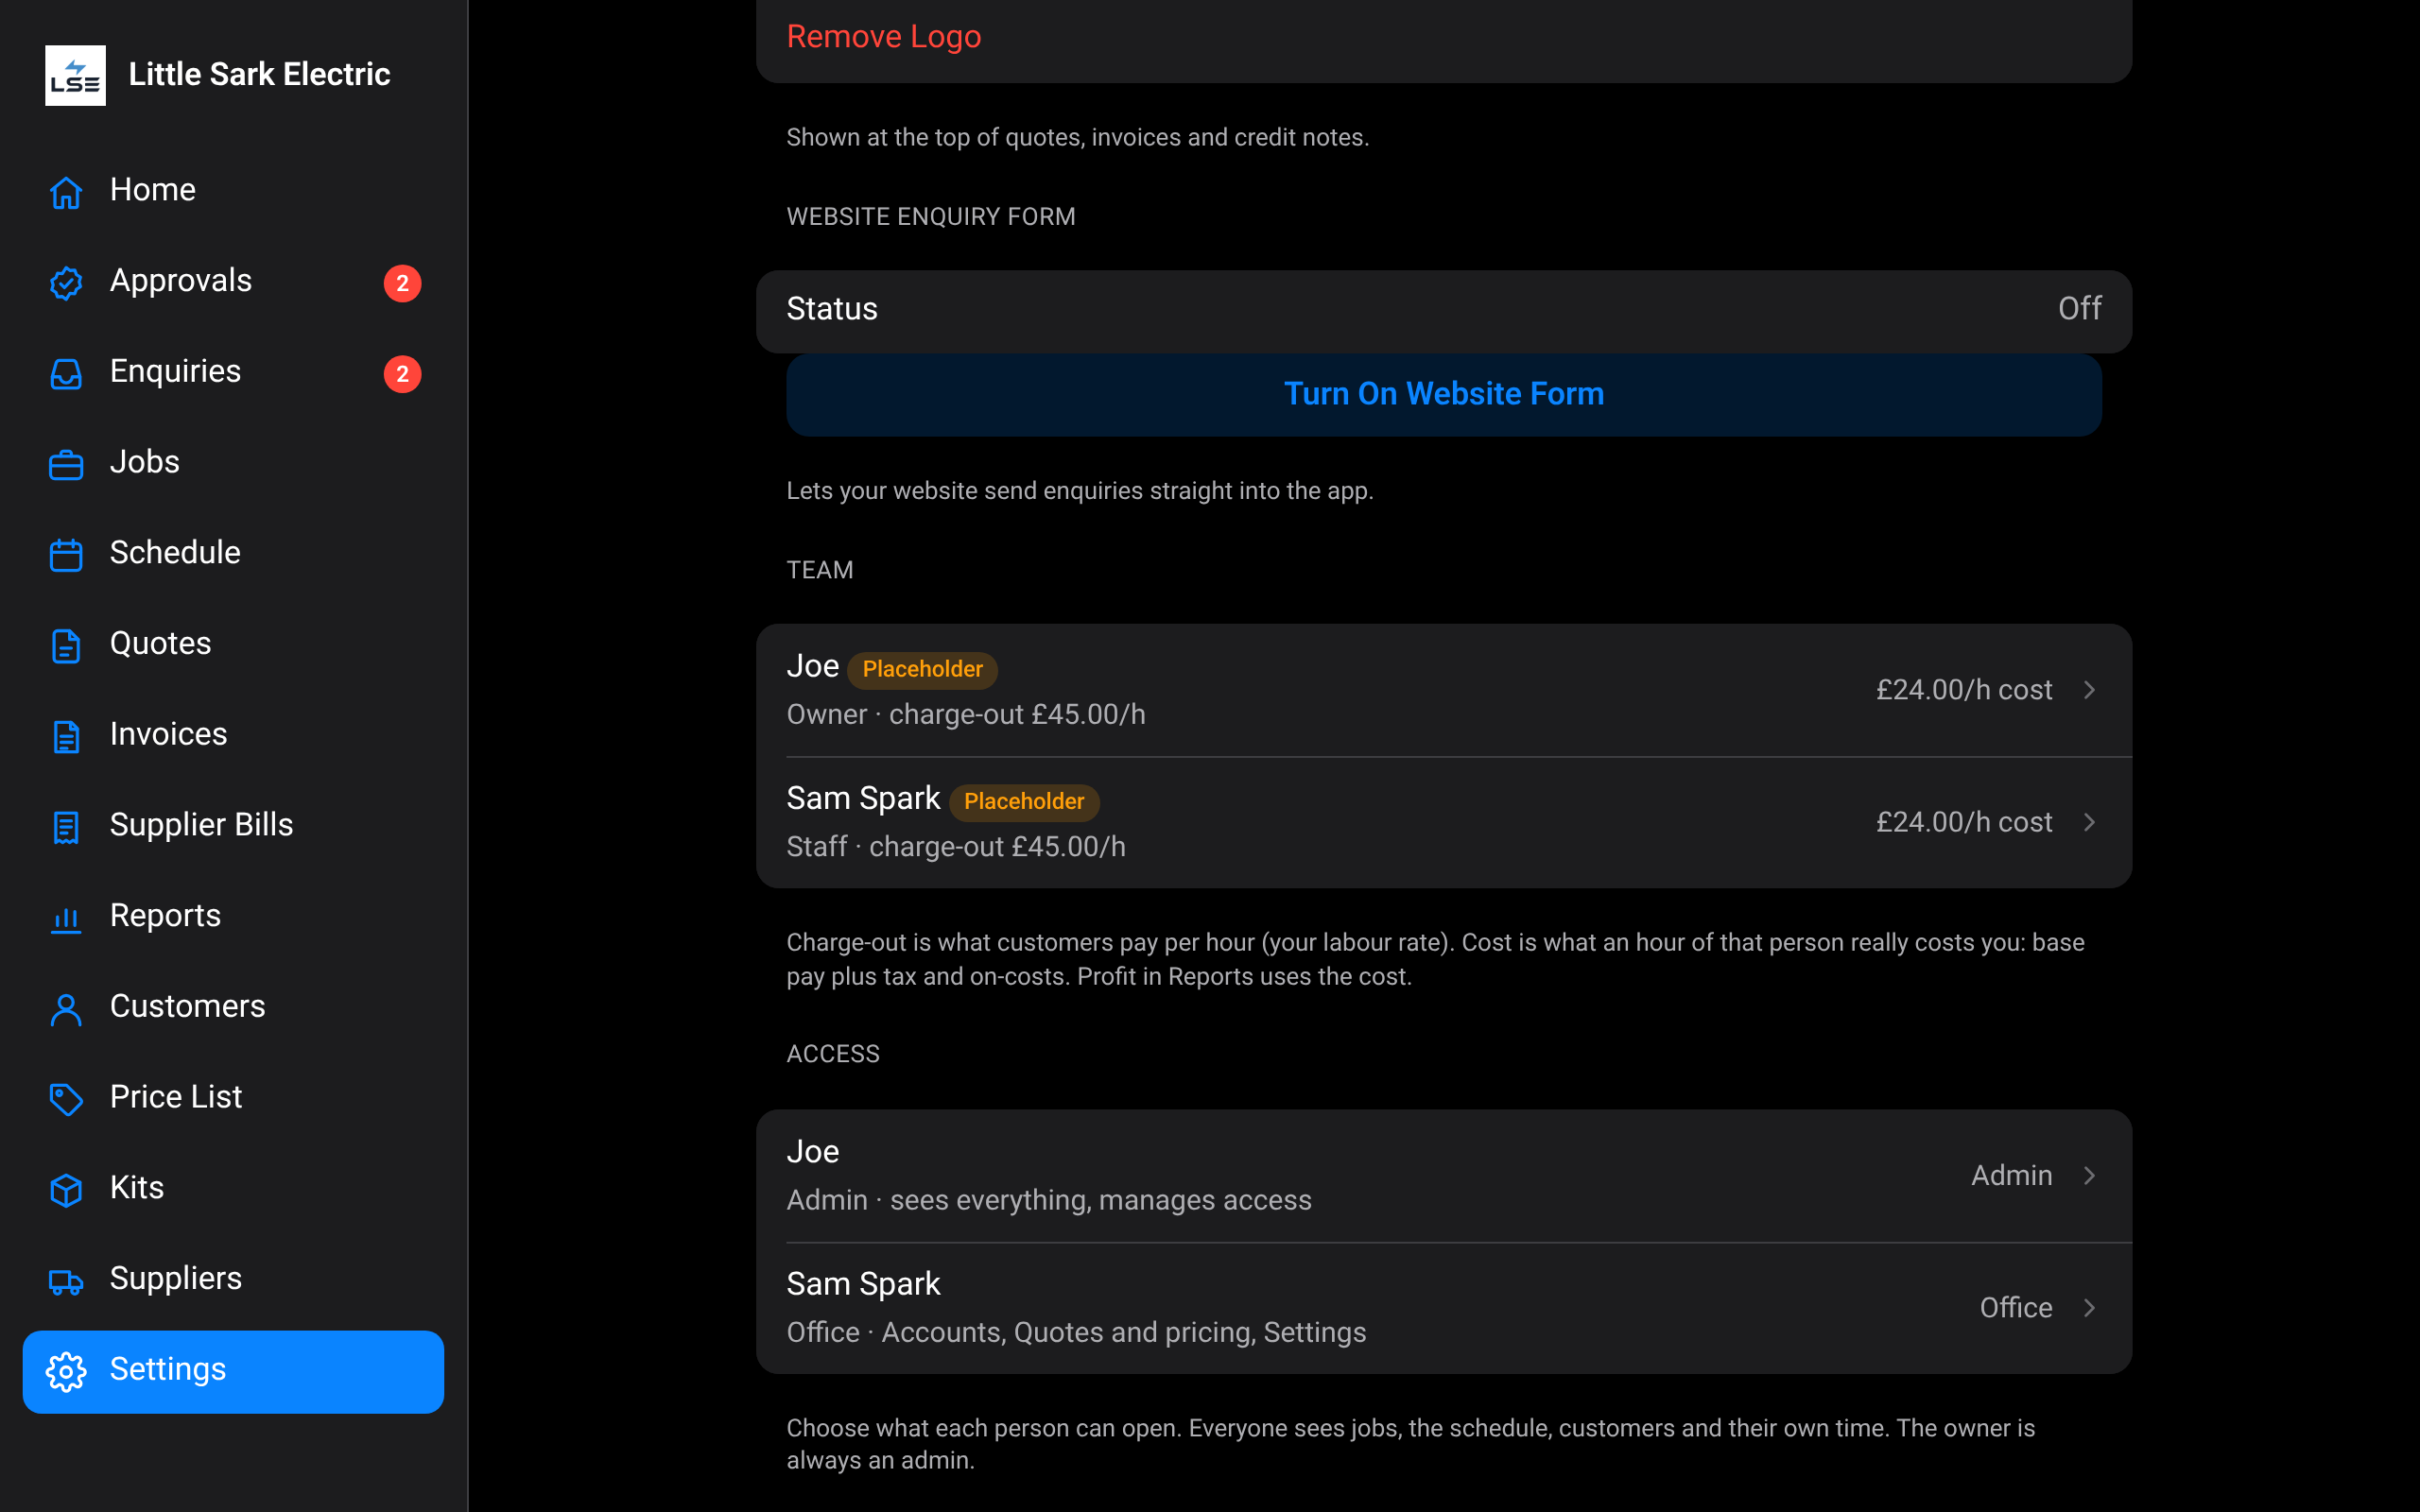 LSE
Little Sark Electric
Home
Approvals 2
Enquiries 2
Jobs
Schedule
Quotes
Invoices
Supplier Bills
Reports
Customers
Price List
Kits
Suppliers
Settings
Remove Logo
Shown at the top of quotes, invoices and credit notes.
WEBSITE ENQUIRY FORM
Status Off
Turn On Website Form
Lets your website send enquiries straight into the app.
TEAM
Joe Placeholder
Owner · charge-out £45.00/h
£24.00/h cost
Sam Spark Placeholder
Staff · charge-out £45.00/h
£24.00/h cost
Charge-out is what customers pay per hour (your labour rate). Cost is what an hour of that person really costs you: base
pay plus tax and on-costs. Profit in Reports uses the cost.
ACCESS
Joe
Admin · sees everything, manages access
Admin
Sam Spark
Office · Accounts, Quotes and pricing, Settings
Office
Choose what each person can open. Everyone sees jobs, the schedule, customers and their own time. The owner is
always an admin.